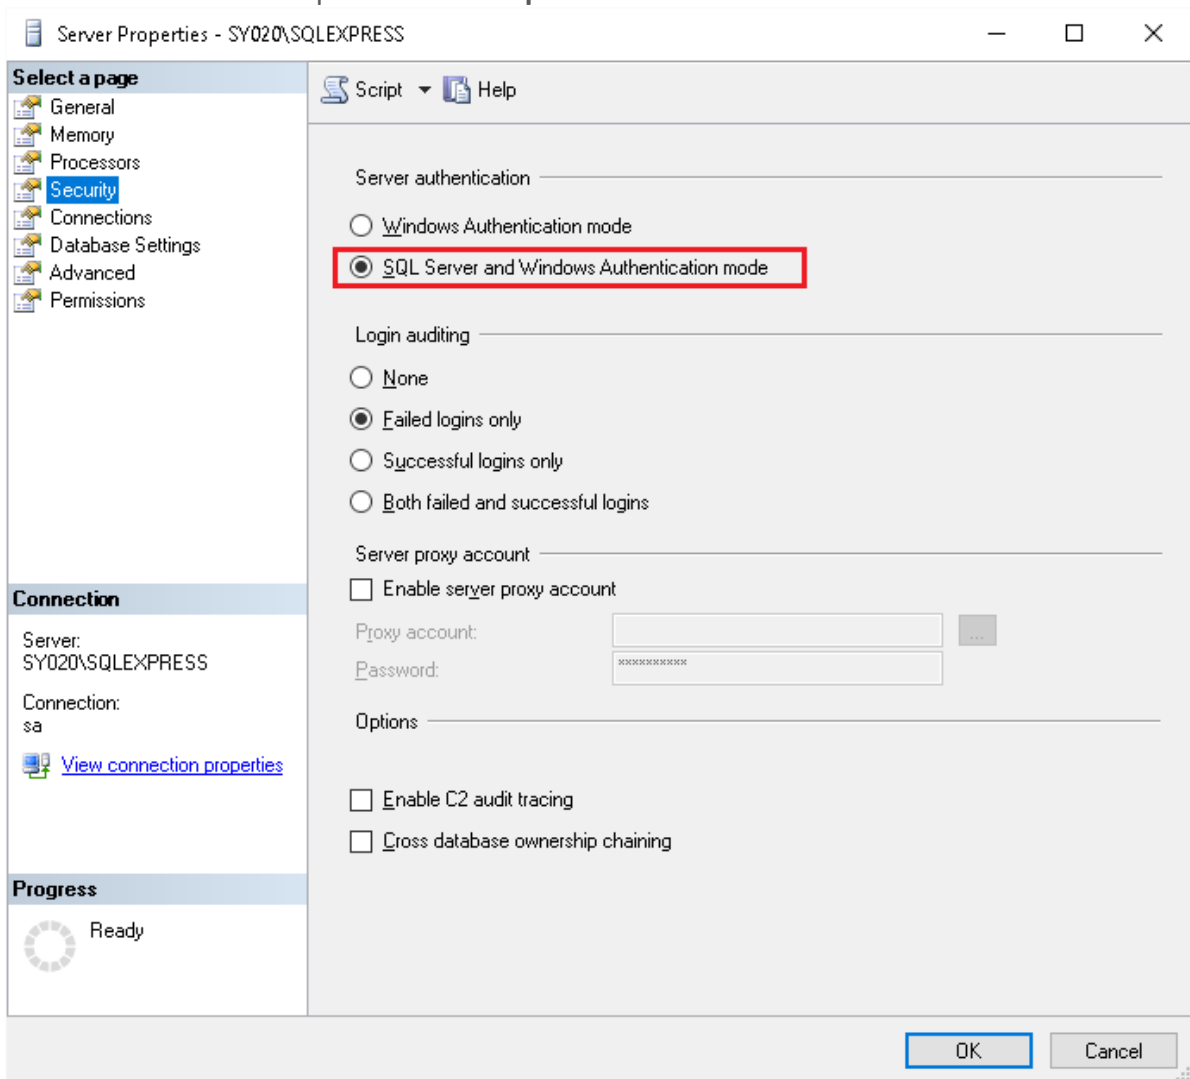 Server Properties - SY020\SQLEXPRESS
Select a page
General
Memory
Processors
Security
Connections
Database Settings
Advanced
Permissions
Connection
Server:
SY020\SQLEXPRESS
Connection:
sa
View connection properties
Progress
Ready
Script
Help
Server authentication
Windows Authentication mode
SQL Server and Windows Authentication mode
Login auditing
None
Failed logins only
Successful logins only
Both failed and successful logins
Server proxy account
Enable server proxy account
Proxy account:
...
Password:
**********
Options
Enable C2 audit tracing
Cross database ownership chaining
OK
Cancel